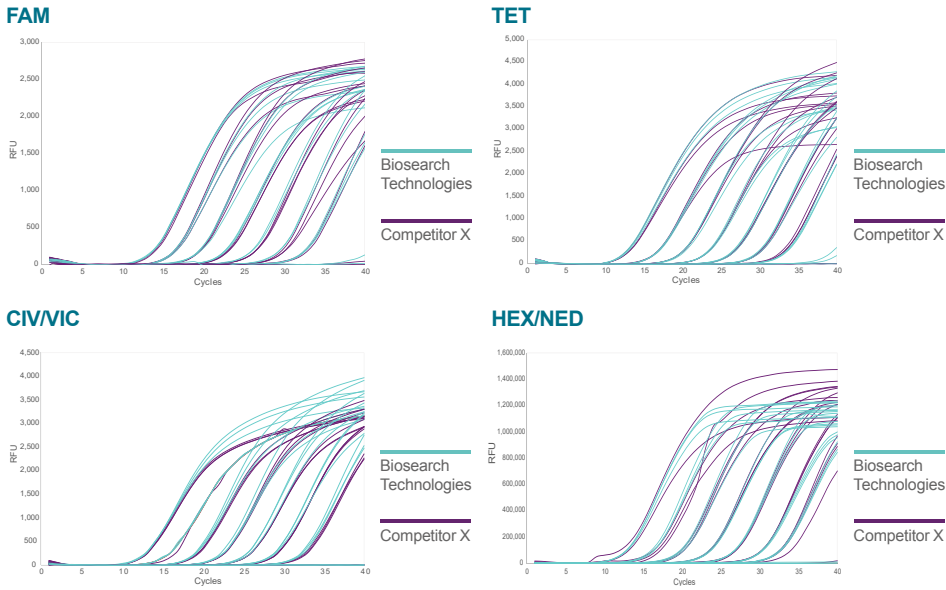 FAM
3,000
2,500
2,000
1,500
1,000
500
0
RFU
0 5 10 15 20 25 30 35 40
Cycles
Biosearch
Technologies
Competitor X
TET
5,000
4,500
4,000
3,500
3,000
2,500
2,000
1,500
1,000
500
0
RFU
0 5 10 15 20 25 30 35 40
Cycles
Biosearch
Technologies
Competitor X
CIV/VIC
4,500
4,000
3,500
3,000
2,500
2,000
1,500
1,000
500
0
RFU
0 5 10 15 20 25 30 35 40
Cycles
Biosearch
Technologies
Competitor X
HEX/NED
1,600,000
1,400,000
1,200,000
1,000,000
800,000
600,000
400,000
200,000
0
RFU
0 5 10 15 20 25 30 35 40
Cycles
Biosearch
Technologies
Competitor X